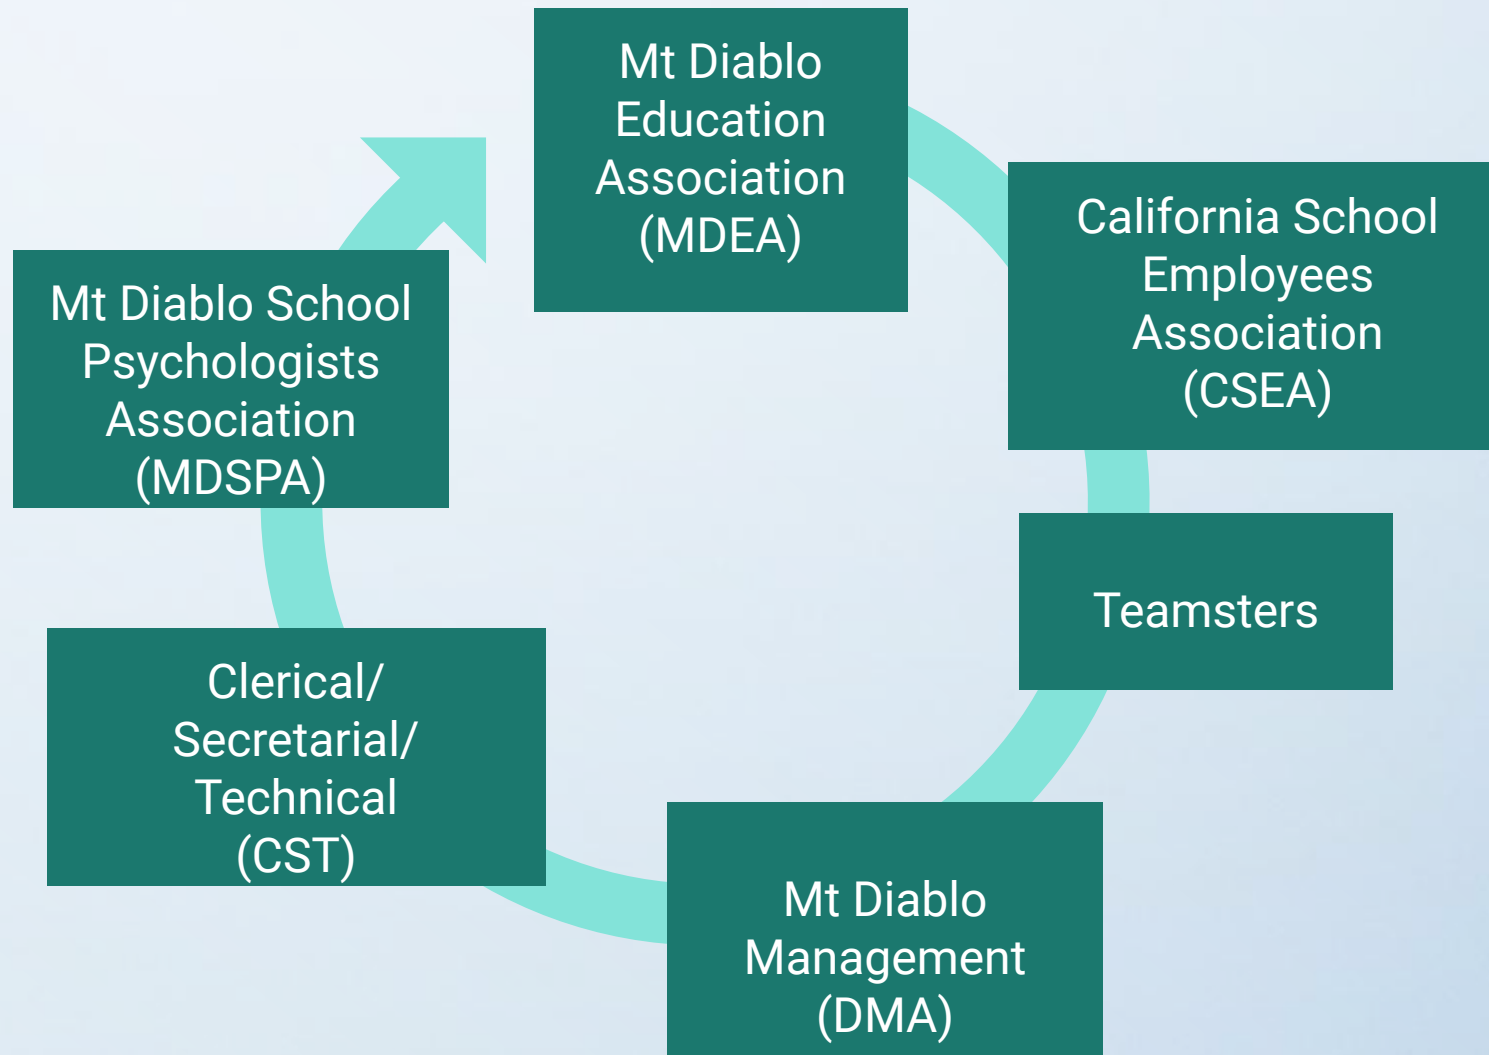 Mt Diablo
Education
Association
(MDEA)
California School
Employees
Association
(CSEA)
Teamsters
Mt Diablo
Management
(DMA)
Clerical/
Secretarial/
Technical
(CST)
Mt Diablo School
Psychologists
Association
(MDSPA)